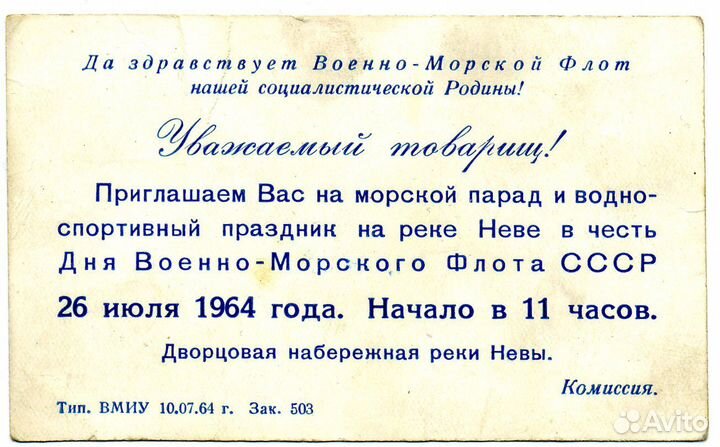 Да здравствует Военно-Морской Флот
нашей социалистической Родины!
Уважаемый товарищ!
Приглашаем Вас на морской парад и водно-
спортивный праздник на реке Неве в честь
Дня Военно-Морского Флота СССР
26 июля 1964 года. Начало в 11 часов.
Дворцовая набережная реки Невы.
Комиссия.
Тип. ВМИУ 10.07.64 г. Зак. 503
Avito